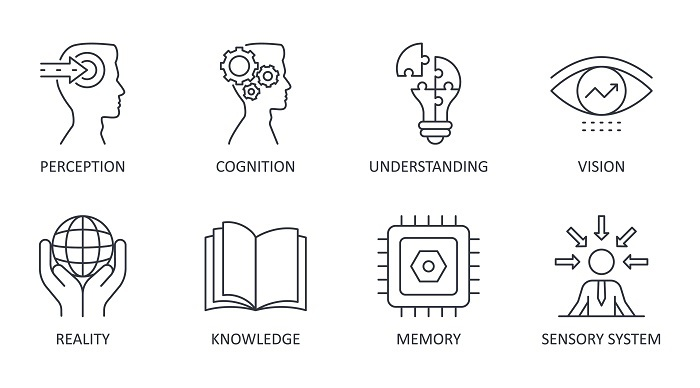 PERCEPTION
COGNITION
UNDERSTANDING
VISION
REALITY
KNOWLEDGE
MEMORY
SENSORY SYSTEM